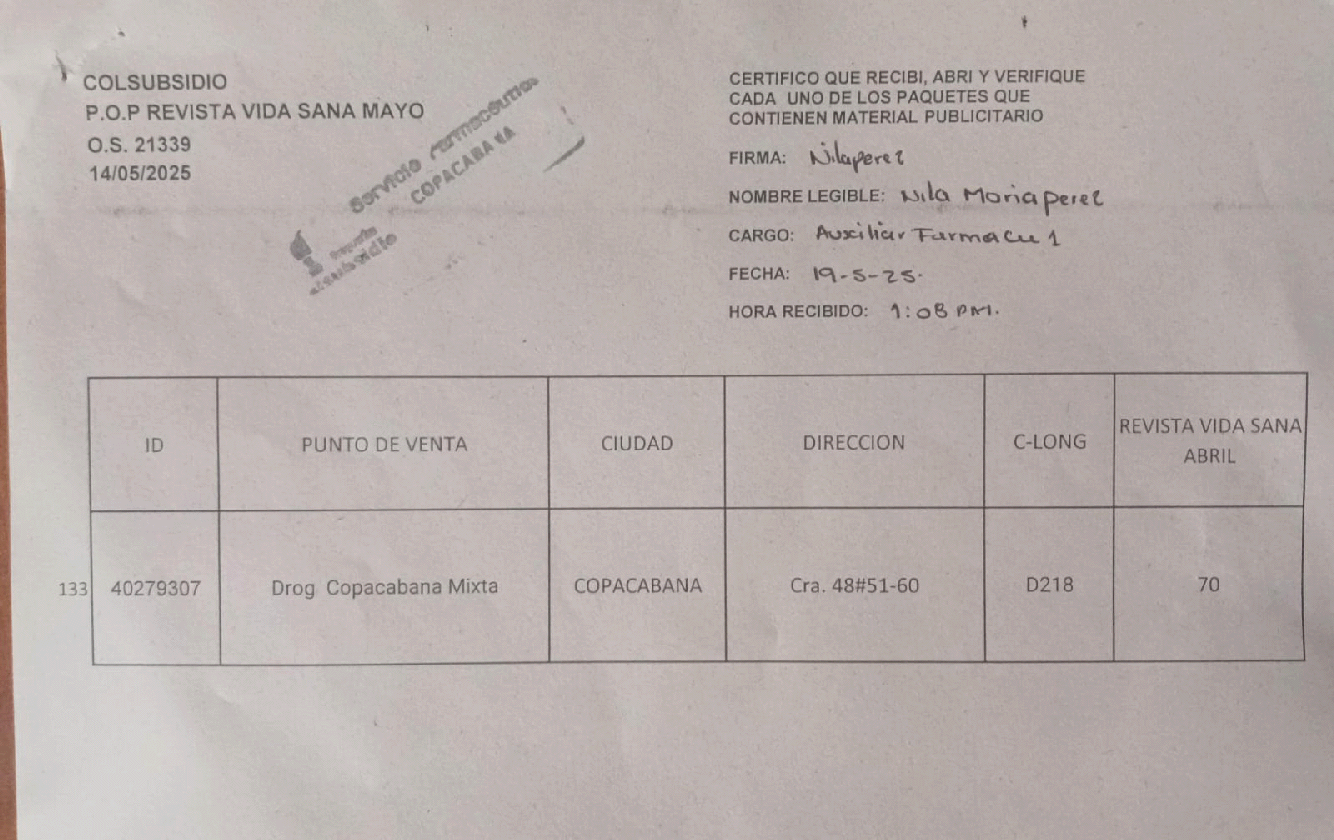 COLSUBSIDIO
P.O.P REVISTA VIDA SANA MAYO
O.S. 21339
14/05/2025
Servicio Farmacéutico
COPACABANA
CERTIFICO QUE RECIBI, ABRI Y VERIFIQUE
CADA UNO DE LOS PAQUETES QUE
CONTIENEN MATERIAL PUBLICITARIO
FIRMA: Nilaperez
NOMBRE LEGIBLE: Nila Maria perez
CARGO: Auxiliar Farmaceu 1
FECHA: 19-5-25.
HORA RECIBIDO: 1:08 PM.
ID PUNTO DE VENTA CIUDAD DIRECCION C-LONG REVISTA VIDA SANA ABRIL
133 40279307 Drog Copacabana Mixta COPACABANA Cra. 48#51-60 D218 70